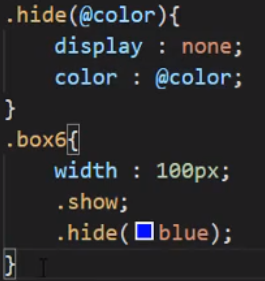 .hide(@color){
    display : none;
    color : @color;
}
.box6{
    width : 100px;
    .show;
    .hide(blue);
}